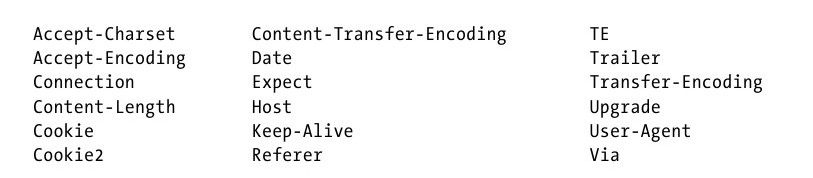 Accept-Charset Content-Transfer-Encoding TE
Accept-Encoding Date Trailer
Connection Expect Transfer-Encoding
Content-Length Host Upgrade
Cookie Keep-Alive User-Agent
Cookie2 Referer Via